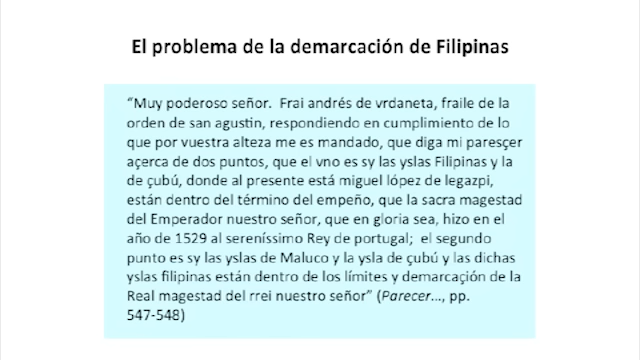 El problema de la demarcación de Filipinas
“Muy poderoso señor. Frai andrés de vrdaneta, fraile de la
orden de san agustin, respondiendo en cumplimiento de lo
que por vuestra alteza me es mandado, que diga mi paresçer
açerca de dos puntos, que el vno es sy las yslas Filipinas y la
de çubú, donde al presente está miguel lópez de legazpi,
están dentro del término del empeño, que la sacra magestad
del Emperador nuestro señor, que en gloria sea, hizo en el
año de 1529 al sereníssimo Rey de portugal; el segundo
punto es sy las yslas de Maluco y la ysla de çubú y las dichas
yslas filipinas están dentro de los límites y demarcación de la
Real magestad del rrei nuestro señor” (Parecer…, pp.
547-548)